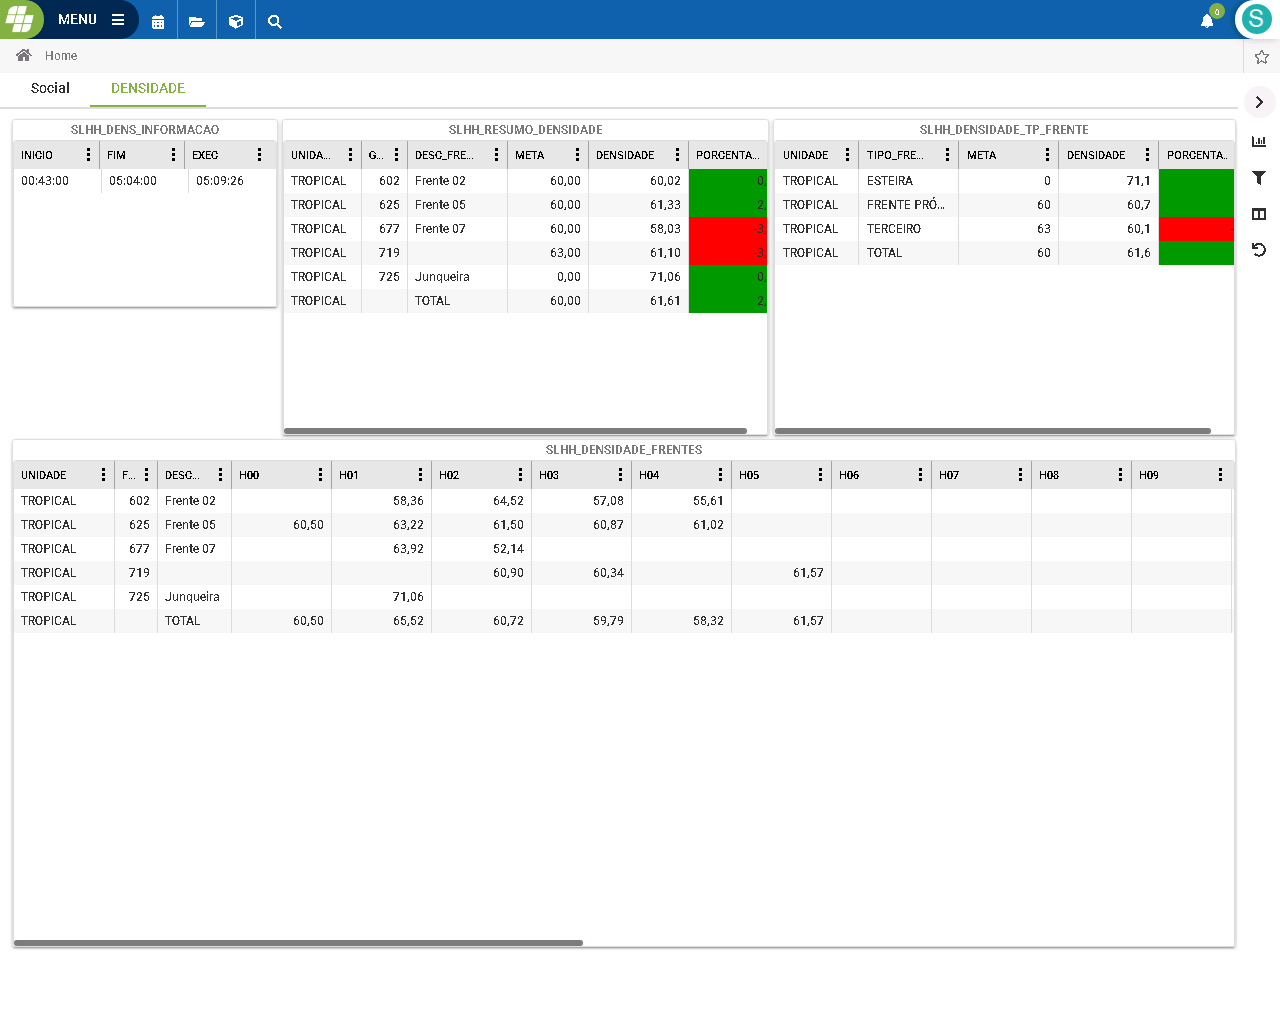 MENU
0
S
Home
Social DENSIDADE
SLHH_DENS_INFORMACAO
INICIO FIM EXEC
00:43:00 05:04:00 05:09:26
SLHH_RESUMO_DENSIDADE
UNIDA... G... DESC_FRE... META DENSIDADE PORCENTA...
TROPICAL 602 Frente 02 60,00 60,02 0,
TROPICAL 625 Frente 05 60,00 61,33 2,
TROPICAL 677 Frente 07 60,00 58,03 -3
TROPICAL 719 63,00 61,10 -3
TROPICAL 725 Junqueira 0,00 71,06 0,
TROPICAL TOTAL 60,00 61,61 2,
SLHH_DENSIDADE_TP_FRENTE
UNIDADE TIPO_FRE... META DENSIDADE PORCENTA...
TROPICAL ESTEIRA 0 71,1
TROPICAL FRENTE PRÓ... 60 60,7
TROPICAL TERCEIRO 63 60,1
TROPICAL TOTAL 60 61,6
SLHH_DENSIDADE_FRENTES
UNIDADE F... DESC... H00 H01 H02 H03 H04 H05 H06 H07 H08 H09
TROPICAL 602 Frente 02 58,36 64,52 57,08 55,61
TROPICAL 625 Frente 05 60,50 63,22 61,50 60,87 61,02
TROPICAL 677 Frente 07 63,92 52,14
TROPICAL 719 60,90 60,34 61,57
TROPICAL 725 Junqueira 71,06
TROPICAL TOTAL 60,50 65,52 60,72 59,79 58,32 61,57